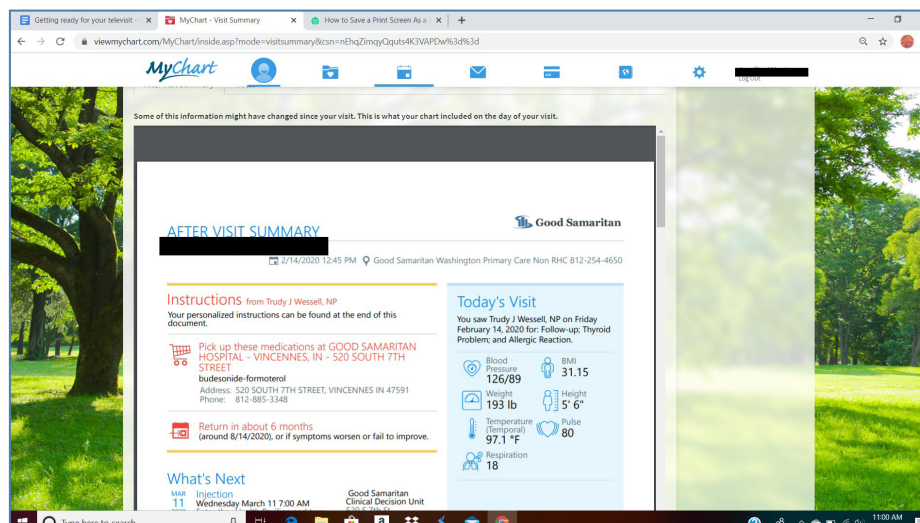 Getting ready for your televisit -
MyChart - Visit Summary
How to Save a Print Screen As a
viewmychart.com/MyChart/inside.asp?mode=visitsummary&csn=nEhqZimqyQquts4K3VAPDw%3d%3d
MyChart
Log Out
After Visit Summary
Some of this information might have changed since your visit. This is what your chart included on the day of your visit.
AFTER VISIT SUMMARY
Good Samaritan
2/14/2020 12:45 PM Good Samaritan Washington Primary Care Non RHC 812-254-4650
Instructions from Trudy J Wessell, NP
Your personalized instructions can be found at the end of this
document.
Pick up these medications at GOOD SAMARITAN
HOSPITAL - VINCENNES, IN - 520 SOUTH 7TH
STREET
budesonide-formoterol
Address: 520 SOUTH 7TH STREET, VINCENNES IN 47591
Phone: 812-885-3348
Return in about 6 months
(around 8/14/2020), or if symptoms worsen or fail to improve.
What's Next
MAR
11
Injection
Wednesday March 11 7:00 AM
Good Samaritan
Clinical Decision Unit
520 S 7th St
Today's Visit
You saw Trudy J Wessell, NP on Friday
February 14, 2020 for: Follow-up; Thyroid
Problem; and Allergic Reaction.
Blood
Pressure
126/89
BMI
31.15
Weight
193 lb
Height
5' 6"
Temperature
(Temporal)
97.1 °F
Pulse
80
Respiration
18
Type here to search
11:00 AM